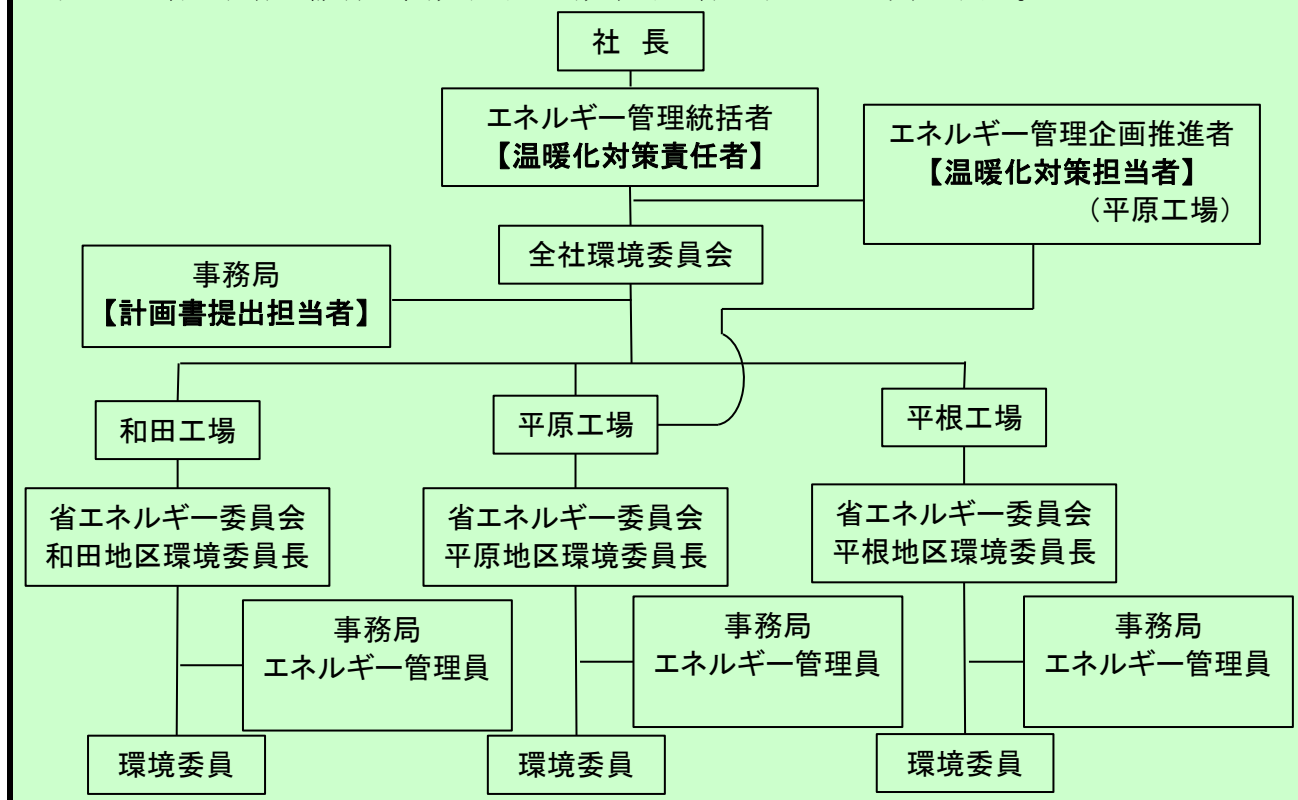 社 長
エネルギー管理統括者
【温暖化対策責任者】
エネルギー管理企画推進者
【温暖化対策担当者】
（平原工場）
全社環境委員会
事務局
【計画書提出担当者】
和田工場
平原工場
平根工場
省エネルギー委員会
和田地区環境委員長
省エネルギー委員会
平原地区環境委員長
省エネルギー委員会
平根地区環境委員長
事務局
エネルギー管理員
事務局
エネルギー管理員
事務局
エネルギー管理員
環境委員
環境委員
環境委員